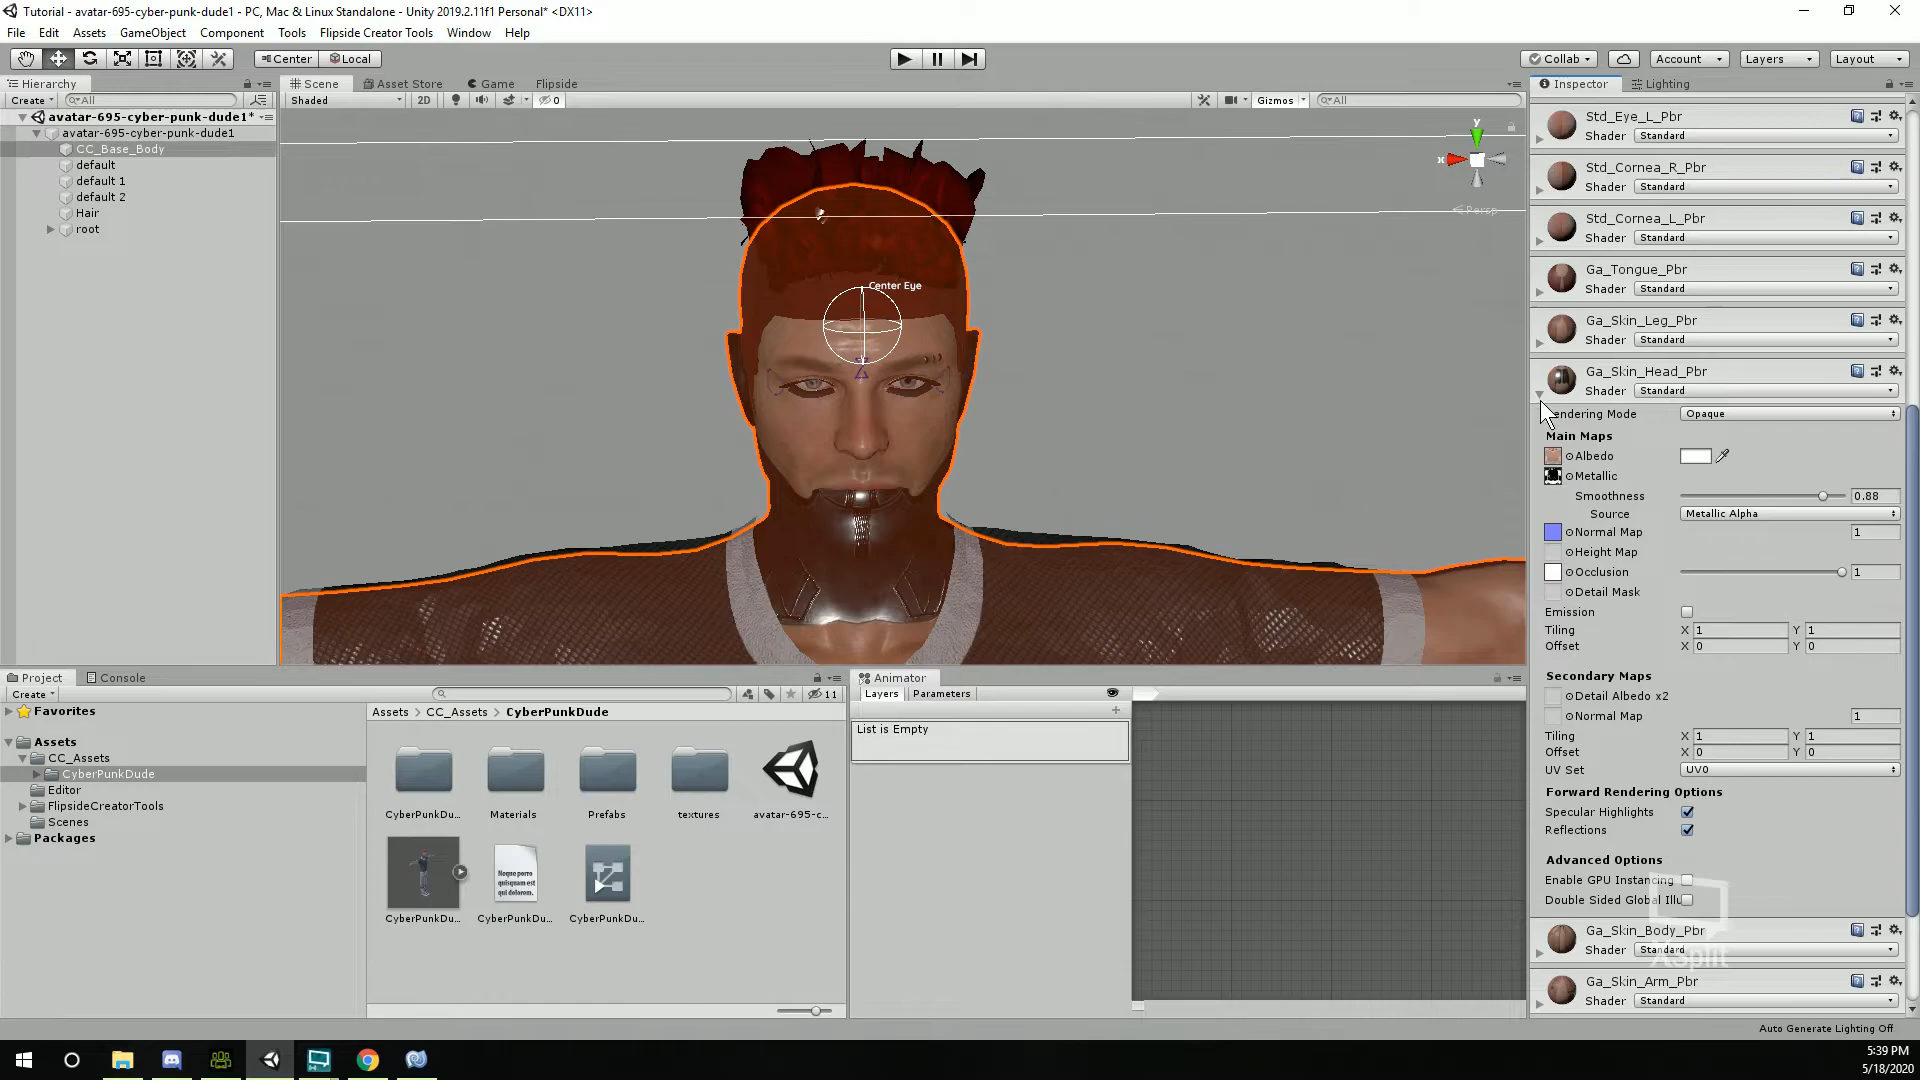 Tutorial - avatar-695-cyber-punk-dude1 - PC, Mac & Linux Standalone - Unity 2019.2.11f1 Personal* <DX11>
File Edit Assets GameObject Component Tools Flipside Creator Tools Window Help
Center Local Collab Account Layers Layout
Hierarchy
Create All
avatar-695-cyber-punk-dude1*
avatar-695-cyber-punk-dude1
CC_Base_Body
default
default 1
default 2
Hair
root
Scene Asset Store Game Flipside
Shaded 2D 0 Gizmos All
y
x
Persp
Center Eye
Inspector Lighting
Std_Eye_L_Pbr
Shader Standard
Std_Cornea_R_Pbr
Shader Standard
Std_Cornea_L_Pbr
Shader Standard
Ga_Tongue_Pbr
Shader Standard
Ga_Skin_Leg_Pbr
Shader Standard
Ga_Skin_Head_Pbr
Shader Standard
endering Mode Opaque
Main Maps
Albedo
Metallic
Smoothness 0.88
Source Metallic Alpha
Normal Map 1
Height Map
Occlusion 1
Detail Mask
Emission
Tiling X 1 Y 1
Offset X 0 Y 0
Secondary Maps
Detail Albedo x2
Normal Map 1
Tiling X 1 Y 1
Offset X 0 Y 0
UV Set UV0
Forward Rendering Options
Specular Highlights
Reflections
Advanced Options
Enable GPU Instancing
Double Sided Global Illu
Ga_Skin_Body_Pbr
Shader Standard
XSplit
Ga_Skin_Arm_Pbr
Shader Standard
Auto Generate Lighting Off
Project Console
Create 11
Favorites
Assets
CC_Assets
CyberPunkDude
Editor
FlipsideCreatorTools
Scenes
Packages
Assets > CC_Assets > CyberPunkDude
CyberPunkDu... Materials Prefabs textures avatar-695-c...
Neque porro quisquam est qui dolorem.
CyberPunkDu... CyberPunkDu... CyberPunkDu...
Animator
Layers Parameters
List is Empty
5:39 PM
5/18/2020